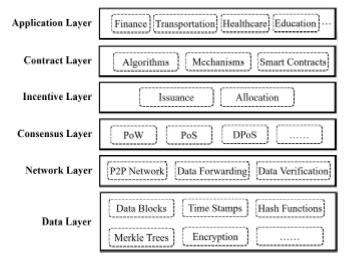 Application Layer Finance Transportation Healthcare Education ...
Contract Layer Algorithms Mechanisms Smart Contracts
Incentive Layer Issuance Allocation
Consensus Layer PoW PoS DPoS ......
Network Layer P2P Network Data Forwarding Data Verification
Data Layer
Data Blocks Time Stamps Hash Functions
Merkle Trees Encryption ......